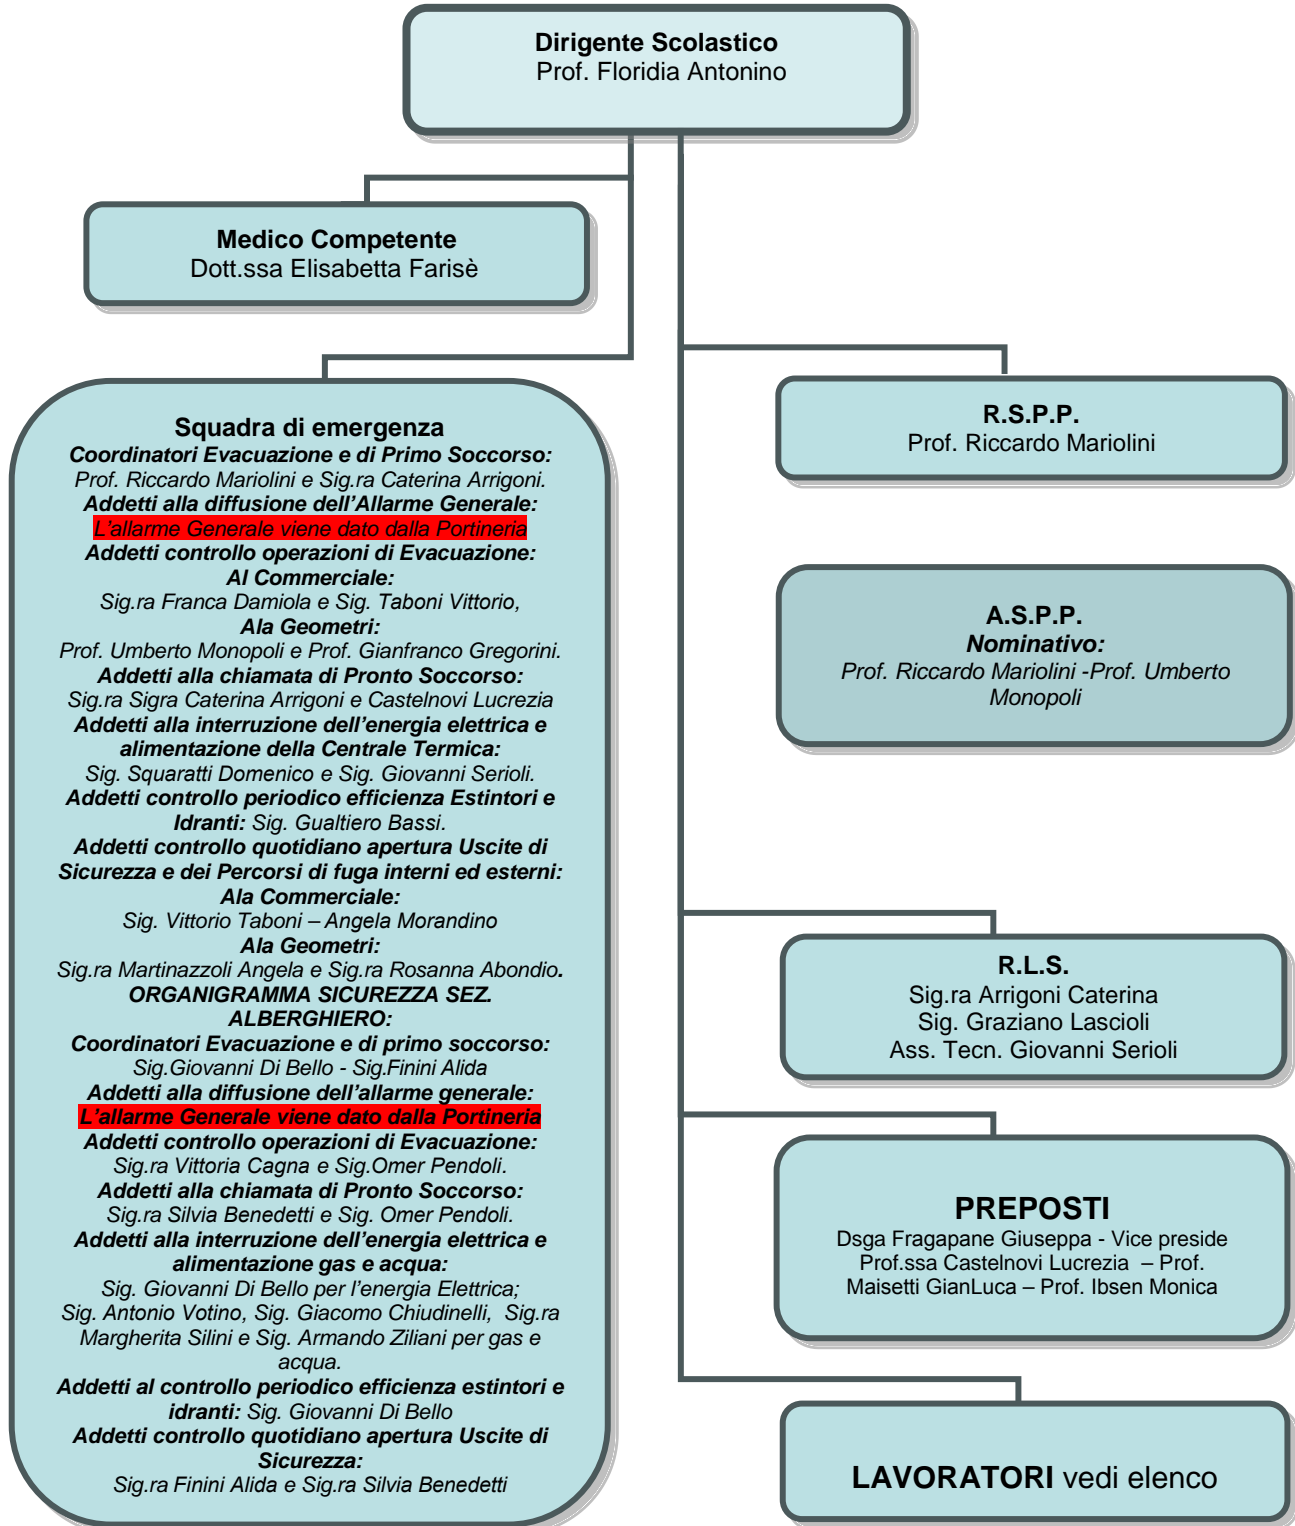 Dirigente Scolastico
Prof. Floridia Antonino
Medico Competente
Dott.ssa Elisabetta Farisè
Squadra di emergenza
Coordinatori Evacuazione e di Primo Soccorso:
Prof. Riccardo Mariolini e Sig.ra Caterina Arrigoni.
Addetti alla diffusione dell'Allarme Generale:
L'allarme Generale viene dato dalla Portineria
Addetti controllo operazioni di Evacuazione:
Al Commerciale:
Sig.ra Franca Damiola e Sig. Taboni Vittorio,
Ala Geometri:
Prof. Umberto Monopoli e Prof. Gianfranco Gregorini.
Addetti alla chiamata di Pronto Soccorso:
Sig.ra Sigra Caterina Arrigoni e Castelnovi Lucrezia
Addetti alla interruzione dell'energia elettrica e
alimentazione della Centrale Termica:
Sig. Squaratti Domenico e Sig. Giovanni Serioli.
Addetti controllo periodico efficienza Estintori e
Idranti: Sig. Gualtiero Bassi.
Addetti controllo quotidiano apertura Uscite di
Sicurezza e dei Percorsi di fuga interni ed esterni:
Ala Commerciale:
Sig. Vittorio Taboni – Angela Morandino
Ala Geometri:
Sig.ra Martinazzoli Angela e Sig.ra Rosanna Abondio.
ORGANIGRAMMA SICUREZZA SEZ.
ALBERGHIERO:
Coordinatori Evacuazione e di primo soccorso:
Sig.Giovanni Di Bello - Sig.Finini Alida
Addetti alla diffusione dell'allarme generale:
L'allarme Generale viene dato dalla Portineria
Addetti controllo operazioni di Evacuazione:
Sig.ra Vittoria Cagna e Sig.Omer Pendoli.
Addetti alla chiamata di Pronto Soccorso:
Sig.ra Silvia Benedetti e Sig. Omer Pendoli.
Addetti alla interruzione dell'energia elettrica e
alimentazione gas e acqua:
Sig. Giovanni Di Bello per l'energia Elettrica;
Sig. Antonio Votino, Sig. Giacomo Chiudinelli, Sig.ra
Margherita Silini e Sig. Armando Ziliani per gas e
acqua.
Addetti al controllo periodico efficienza estintori e
idranti: Sig. Giovanni Di Bello
Addetti controllo quotidiano apertura Uscite di
Sicurezza:
Sig.ra Finini Alida e Sig.ra Silvia Benedetti
R.S.P.P.
Prof. Riccardo Mariolini
A.S.P.P.
Nominativo:
Prof. Riccardo Mariolini -Prof. Umberto
Monopoli
R.L.S.
Sig.ra Arrigoni Caterina
Sig. Graziano Lascioli
Ass. Tecn. Giovanni Serioli
PREPOSTI
Dsga Fragapane Giuseppa - Vice preside
Prof.ssa Castelnovi Lucrezia – Prof.
Maisetti GianLuca – Prof. Ibsen Monica
LAVORATORI vedi elenco